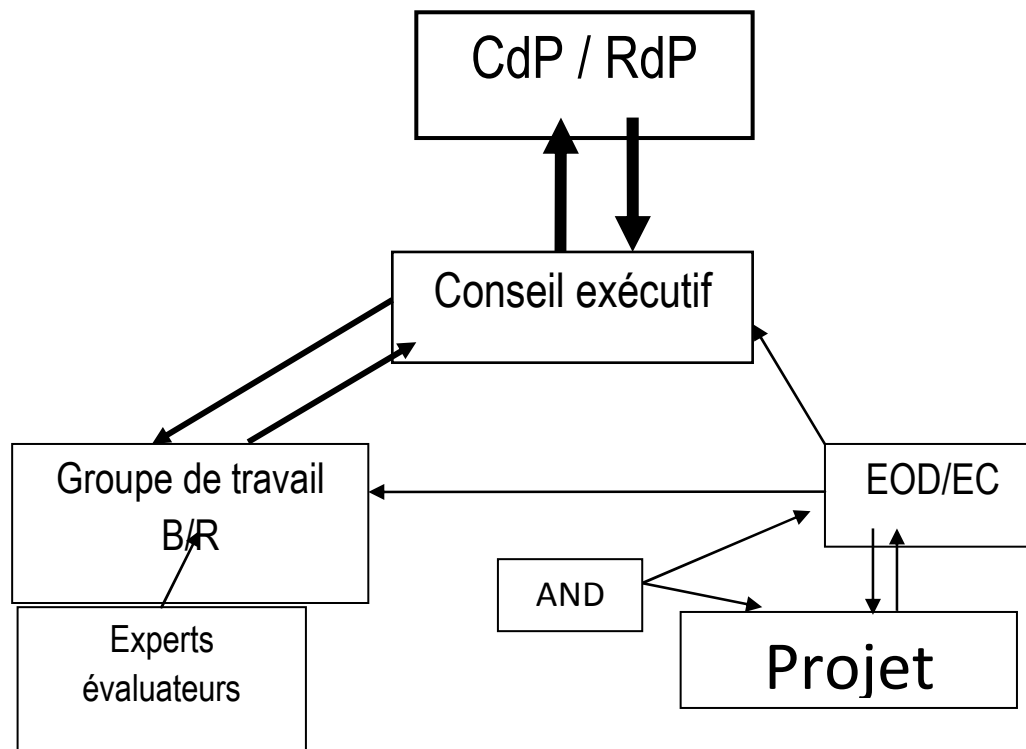 CdP / RdP
Conseil exécutif
Groupe de travail
B/R
EOD/EC
AND
Experts
évaluateurs
Projet